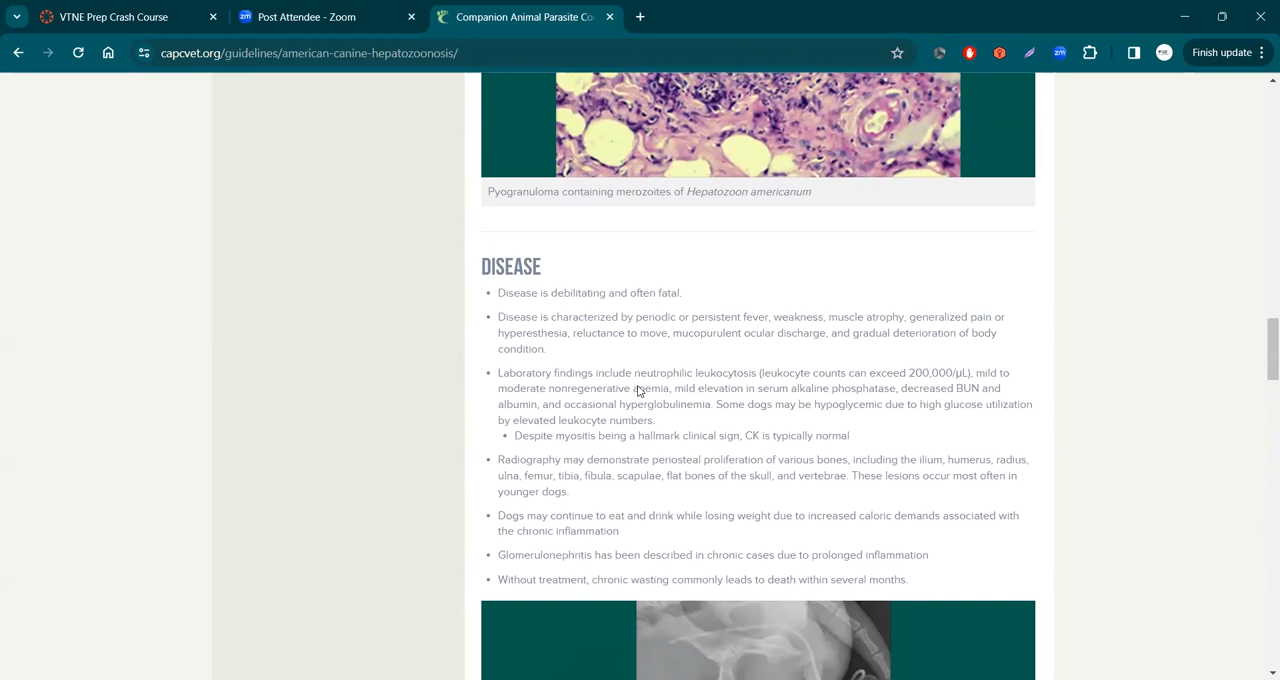 VTNE Prep Crash Course
Post Attendee - Zoom
Companion Animal Parasite Co
capcvet.org/guidelines/american-canine-hepatozoonosis/
zm
Finish update
Pyogranuloma containing merozoites of Hepatozoon americanum
DISEASE
• Disease is debilitating and often fatal.
• Disease is characterized by periodic or persistent fever, weakness, muscle atrophy, generalized pain or
hyperesthesia, reluctance to move, mucopurulent ocular discharge, and gradual deterioration of body
condition.
• Laboratory findings include neutrophilic leukocytosis (leukocyte counts can exceed 200,000/µL), mild to
moderate nonregenerative anemia, mild elevation in serum alkaline phosphatase, decreased BUN and
albumin, and occasional hyperglobulinemia. Some dogs may be hypoglycemic due to high glucose utilization
by elevated leukocyte numbers.
• Despite myositis being a hallmark clinical sign, CK is typically normal
• Radiography may demonstrate periosteal proliferation of various bones, including the ilium, humerus, radius,
ulna, femur, tibia, fibula, scapulae, flat bones of the skull, and vertebrae. These lesions occur most often in
younger dogs.
• Dogs may continue to eat and drink while losing weight due to increased caloric demands associated with
the chronic inflammation
• Glomerulonephritis has been described in chronic cases due to prolonged inflammation
• Without treatment, chronic wasting commonly leads to death within several months.